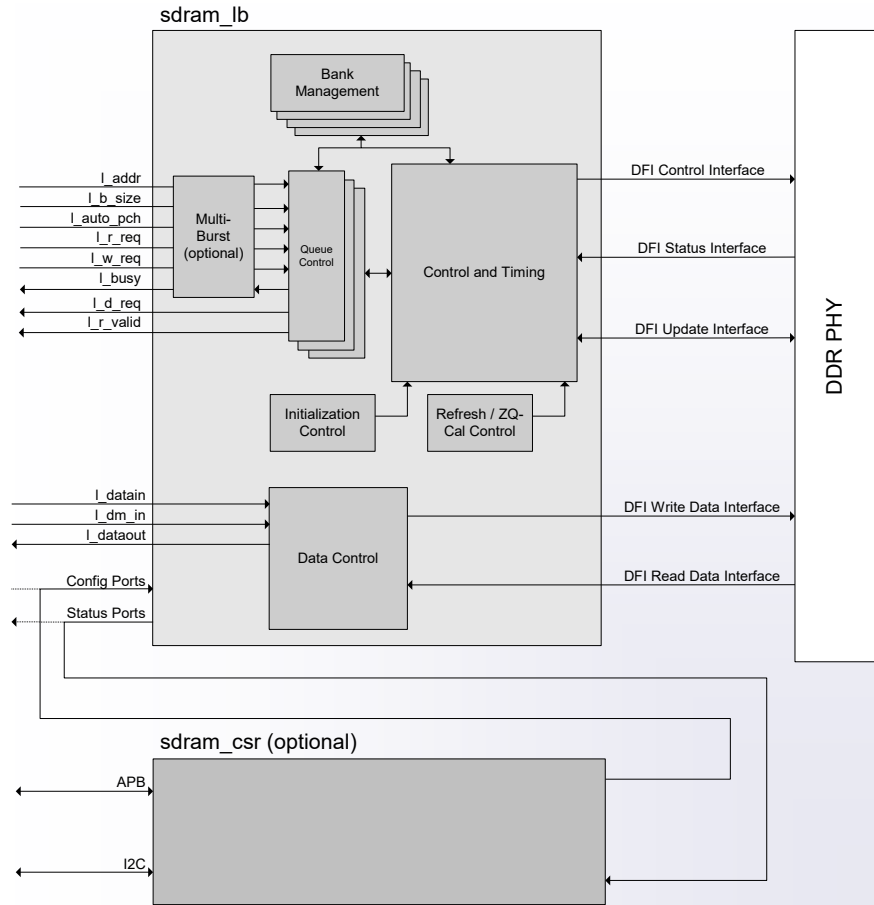 sdram_lb
Bank
Management
l_addr
l_b_size
l_auto_pch
l_r_req
l_w_req
l_busy
l_d_req
l_r_valid
Multi-
Burst
(optional)
Queue
Control
Control and Timing
DFI Control Interface
DFI Status Interface
DFI Update Interface
DDR PHY
Initialization
Control
Refresh / ZQ-
Cal Control
l_datain
l_dm_in
l_dataout
Data Control
DFI Write Data Interface
DFI Read Data Interface
Config Ports
Status Ports
sdram_csr (optional)
APB
I2C